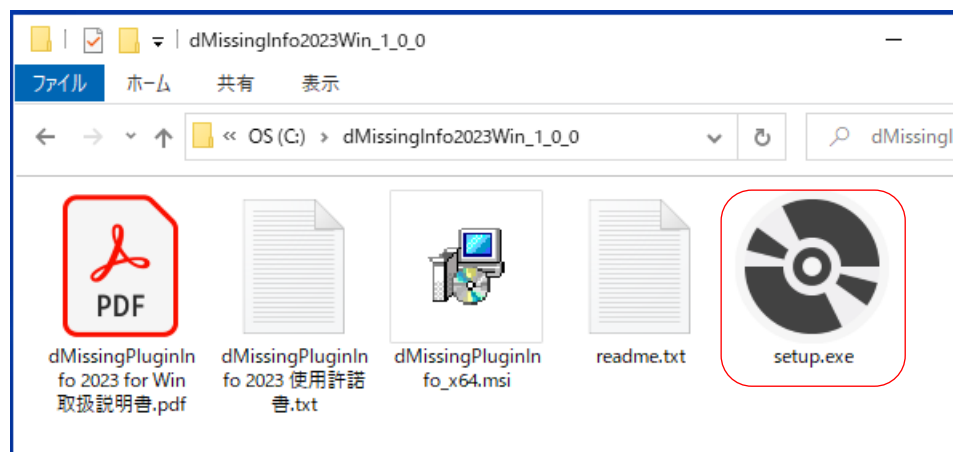 dMissingInfo2023Win_1_0_0
ファイル ホーム 共有 表示
« OS (C:) › dMissingInfo2023Win_1_0_0
dMissingI
PDF
dMissingPluginIn
fo 2023 for Win
取扱説明書.pdf
dMissingPluginIn
fo 2023 使用許諾
書.txt
dMissingPluginIn
fo_x64.msi
readme.txt
setup.exe